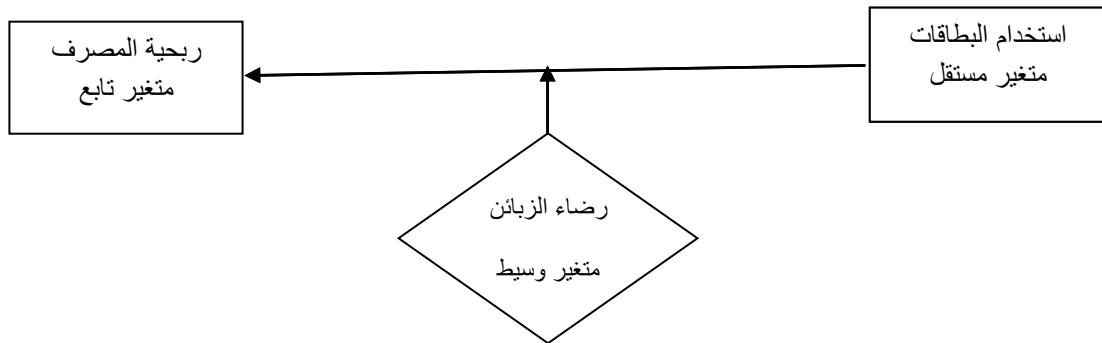 استخدام البطاقات
متغير مستقل
ربحية المصرف
متغير تابع
رضاء الزبائن
متغير وسيط